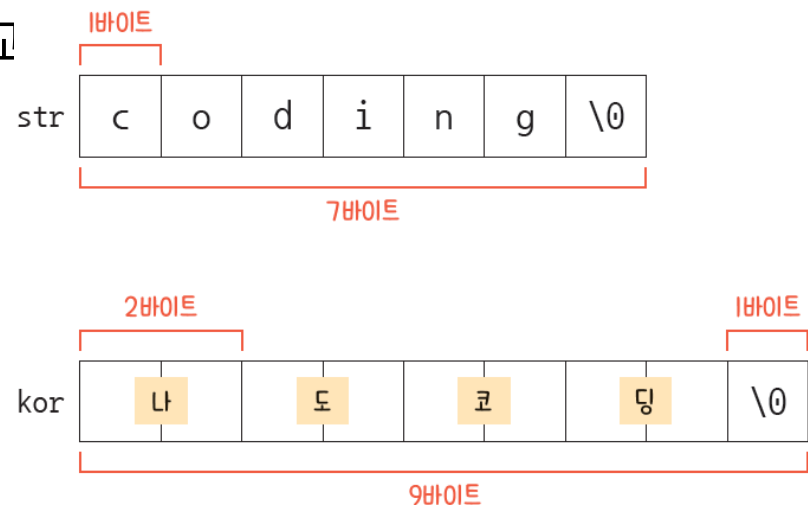 1바이트
str c o d i n g \0
7바이트
2바이트 1바이트
kor 나 도 코 딩 \0
9바이트